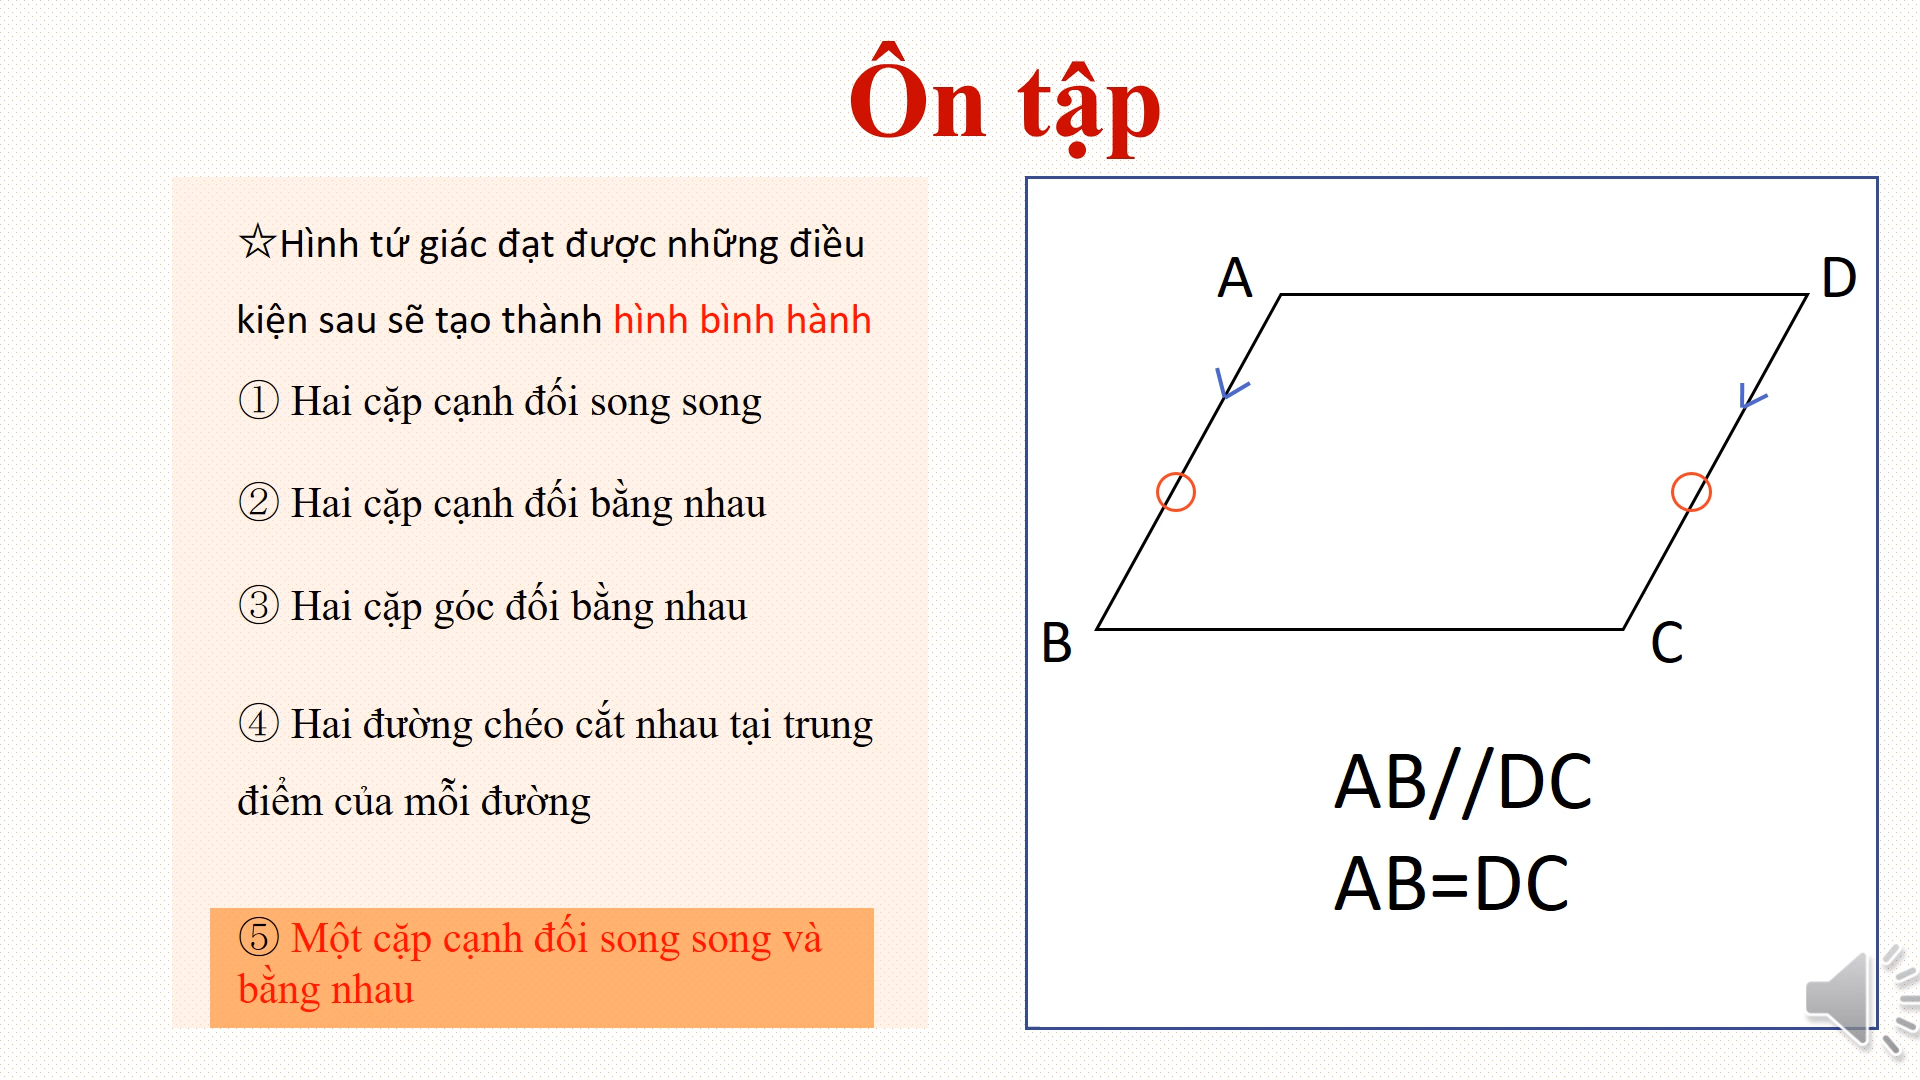 Ôn tập
☆Hình tứ giác đạt được những điều
kiện sau sẽ tạo thành hình bình hành
① Hai cặp cạnh đối song song
② Hai cặp cạnh đối bằng nhau
③ Hai cặp góc đối bằng nhau
④ Hai đường chéo cắt nhau tại trung
điểm của mỗi đường
⑤ Một cặp cạnh đối song song và
bằng nhau
A
D
B
C
AB//DC
AB=DC